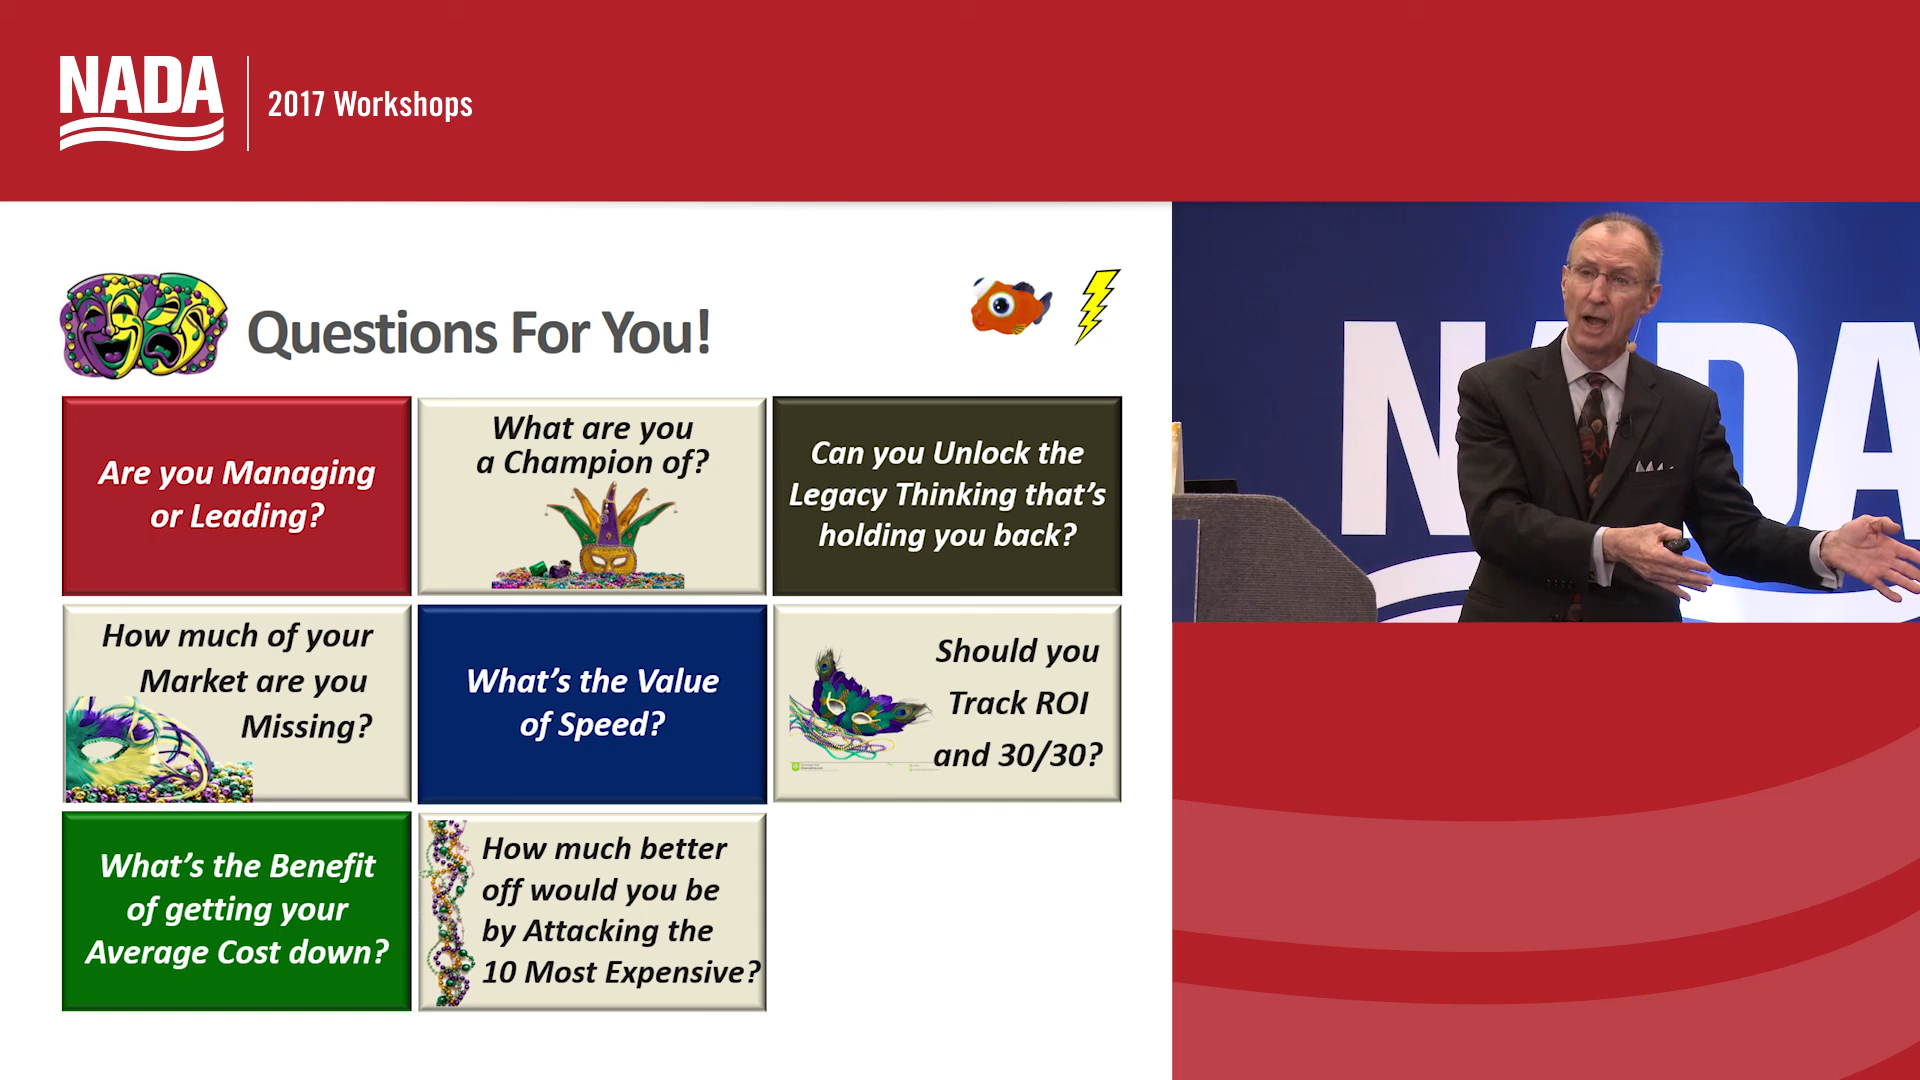 NADA
2017 Workshops
Questions For You!
Are you Managing
or Leading?
What are you
a Champion of?
Can you Unlock the
Legacy Thinking that's
holding you back?
How much of your
Market are you
Missing?
What's the Value
of Speed?
Should you
Track ROI
and 30/30?
What's the Benefit
of getting your
Average Cost down?
How much better
off would you be
by Attacking the
10 Most Expensive?
NADA